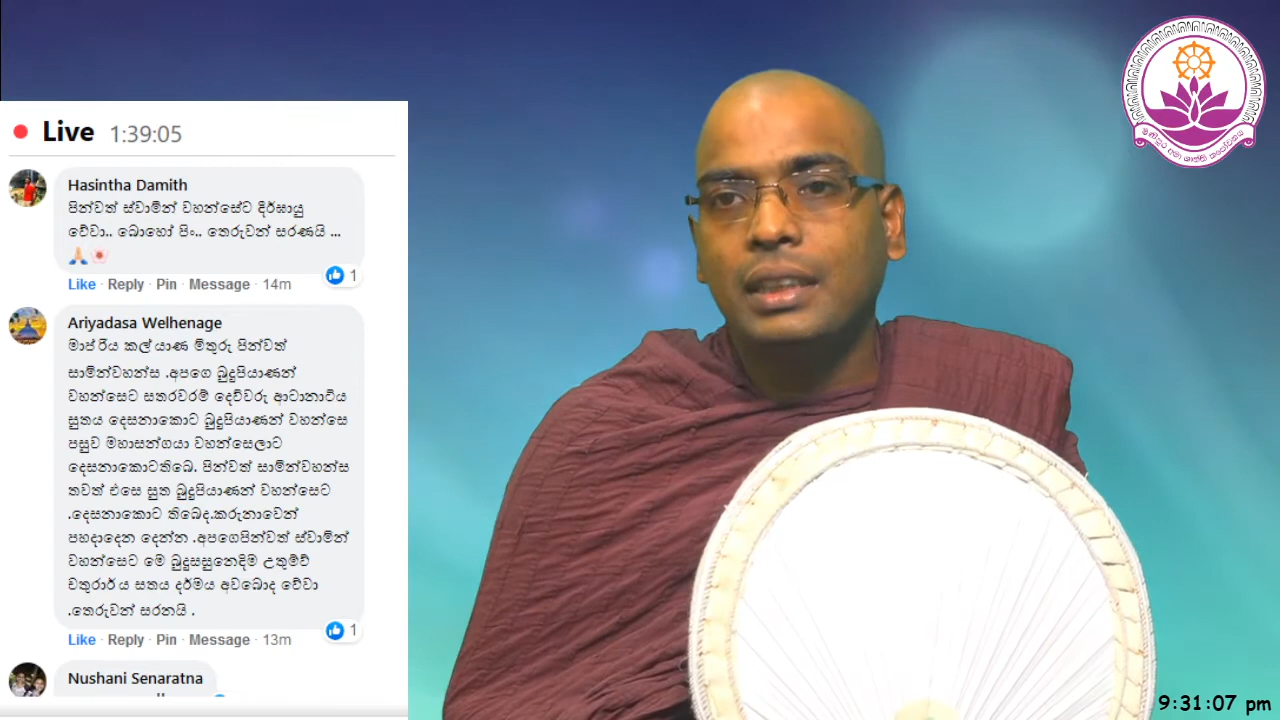 Live 1:39:05
Hasintha Damith
පින්වත් ස්වාමීන් වහන්සේට දිර්ඝායු
වේවා.. බොහෝ පිං.. තෙරුවන් සරණයි ...
1
Like · Reply · Pin · Message · 14m
Ariyadasa Welhenage
මාප් රිය කල් යාණ මිතුරු පින්වත්
සාමින්වහන්ස .අපගෙ බුදුපියාණන්
වහන්සෙට සතරවරම් දෙවිවරු ආටානාටිය
සුතය දෙසනාකොට බුදුපියාණන් වහන්සෙ
පසුව මහාසන්ගයා වහන්සෙලාට
දෙසනාකොටතිබෙ. පින්වත් සාමින්වහන්ස
තවත් එසෙ සුත බුදුපියාණන් වහන්සෙට
.දෙසනාකොට තිබෙද.කරුනාවෙන්
පහදාදෙන දෙන්න .අපගෙපින්වත් ස්වාමින්
වහන්සෙට මෙ බුදුසසුනෙදිම උතුම්ව්
චතුරාර් ය සතය දර්මය අවබොද වේවා
.තෙරුවන් සරනයි .
1
Like · Reply · Pin · Message · 13m
Nushani Senaratna
9:31:07 pm